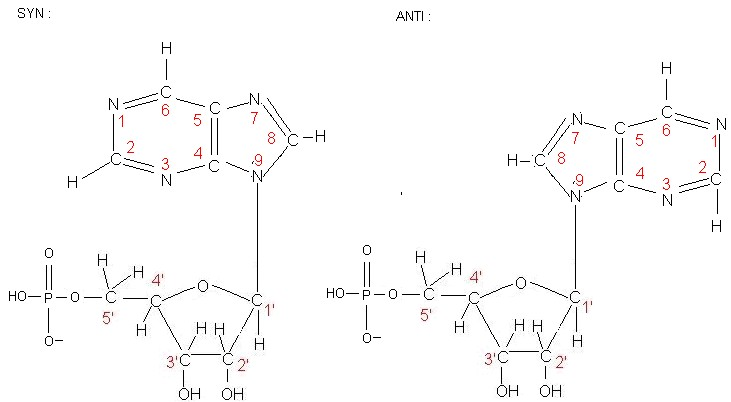 SYN :
ANTI :
H
H
N
1
C
6
C
5
N
7
C
8
H
C
2
N
3
C
4
9
N
H
H
C
8
N
7
C
5
C
6
N
1
C
2
H
N
3
C
4
9
N
O
HO
P
O
C
5'
H
H
C
4'
H
O
C
1'
H
O–
C
3'
H
H
C
2'
OH
OH
O
HO
P
O
C
5'
H
H
C
4'
H
O
C
1'
H
O–
C
3'
H
H
C
2'
OH
OH